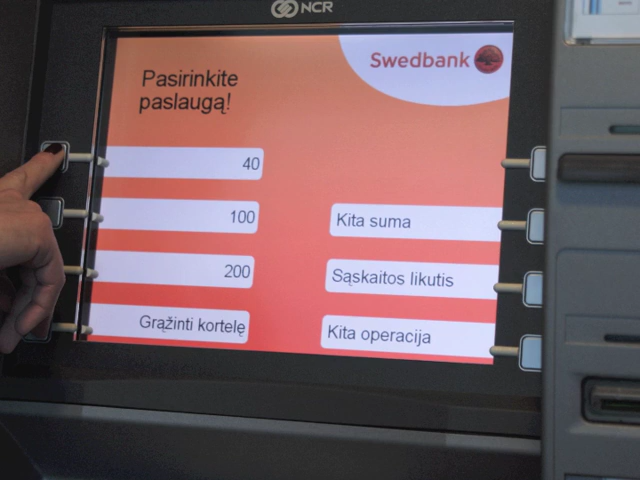 NCR
Swedbank
Pasirinkite
paslaugą!
40
100
Kita suma
200
Sąskaitos likutis
Grąžinti kortelę
Kita operacija